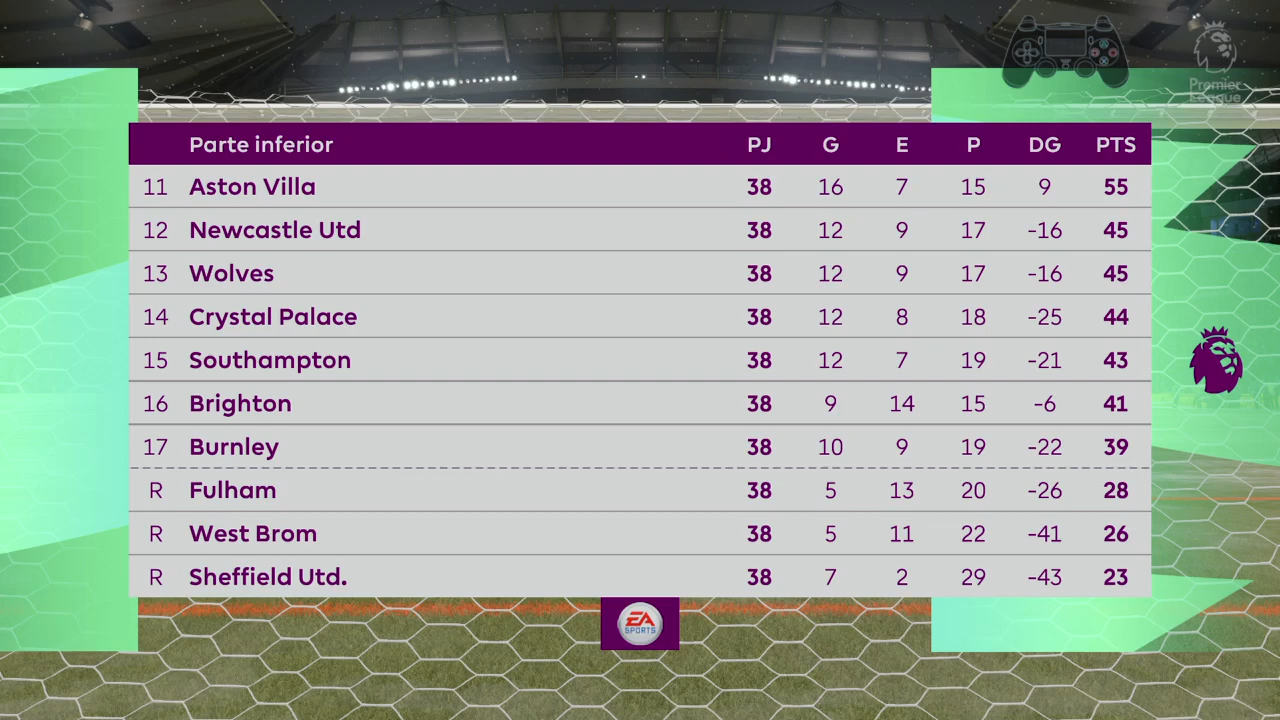 Premier
League
Parte inferior PJ G E P DG PTS
11 Aston Villa 38 16 7 15 9 55
12 Newcastle Utd 38 12 9 17 -16 45
13 Wolves 38 12 9 17 -16 45
14 Crystal Palace 38 12 8 18 -25 44
15 Southampton 38 12 7 19 -21 43
16 Brighton 38 9 14 15 -6 41
17 Burnley 38 10 9 19 -22 39
R Fulham 38 5 13 20 -26 28
R West Brom 38 5 11 22 -41 26
R Sheffield Utd. 38 7 2 29 -43 23
EA
SPORTS